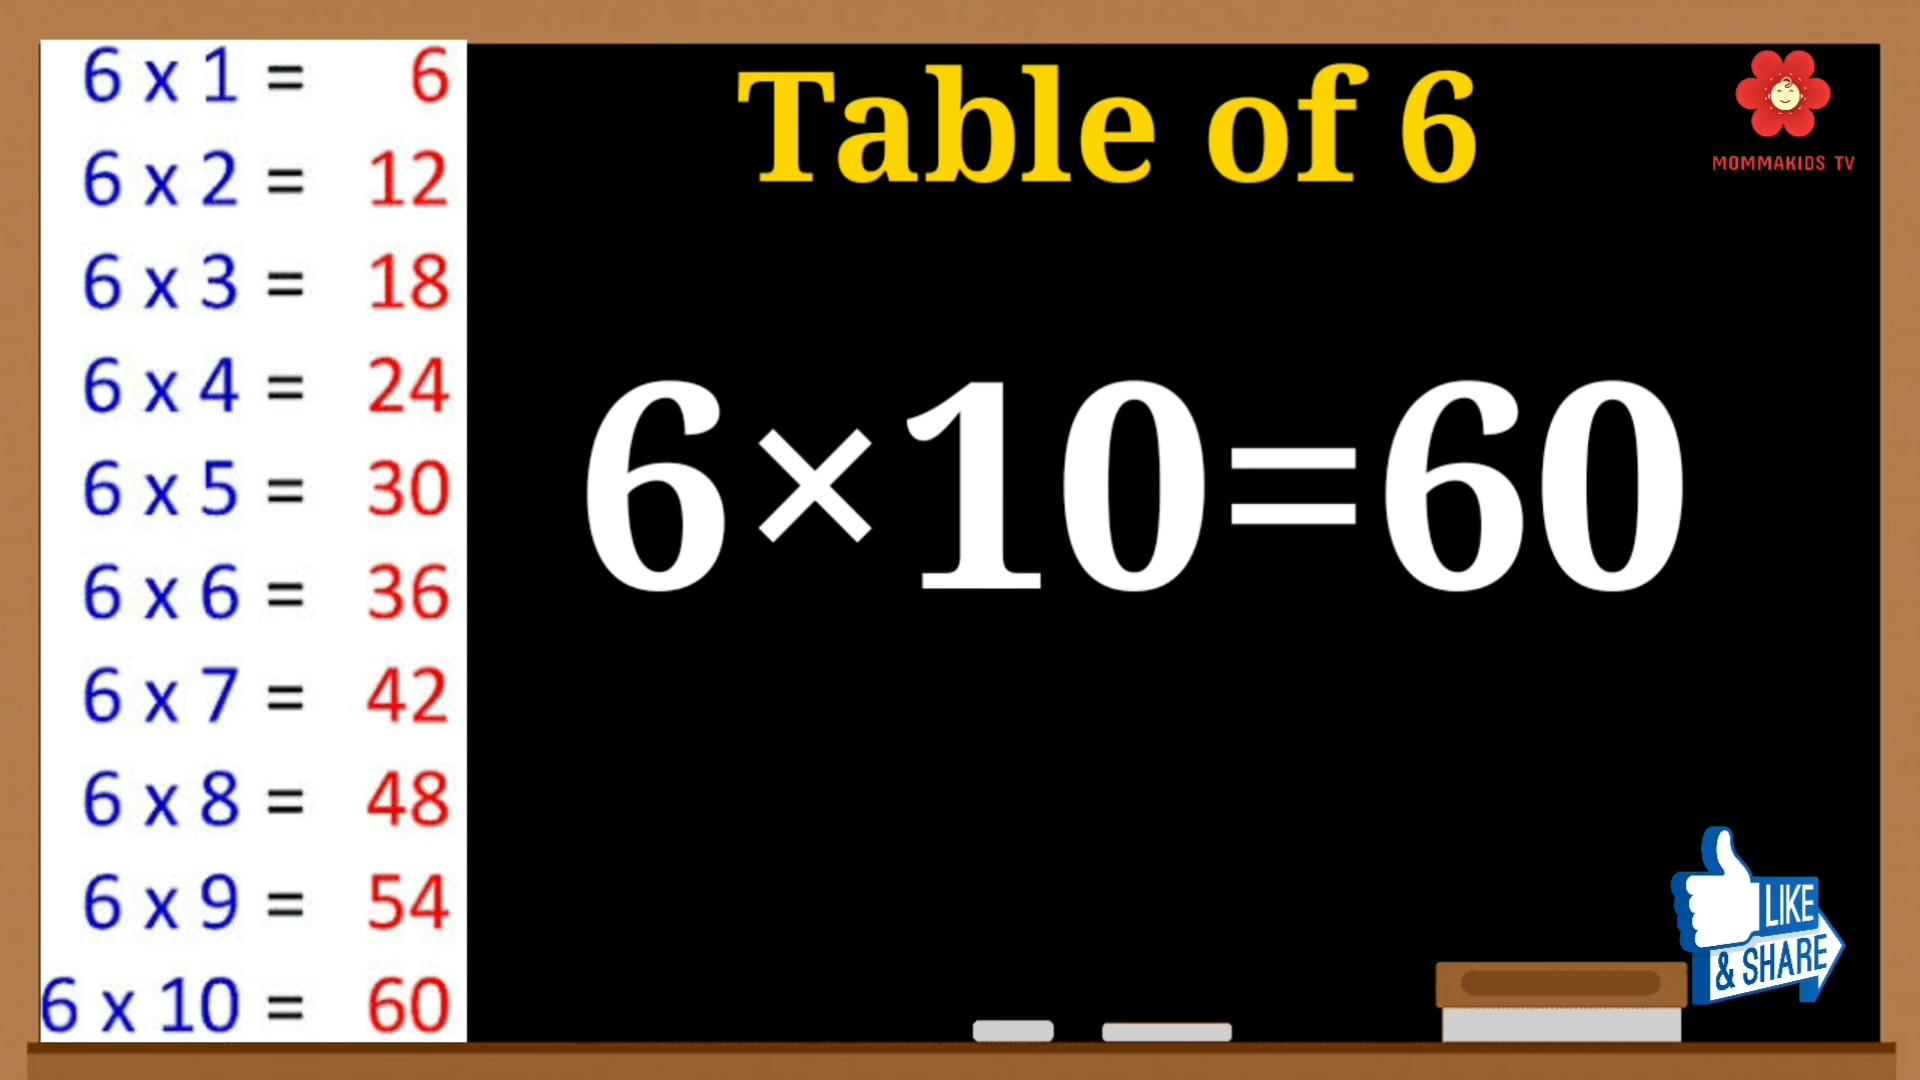 6 x 1 = 6
6 x 2 = 12
6 x 3 = 18
6 x 4 = 24
6 x 5 = 30
6 x 6 = 36
6 x 7 = 42
6 x 8 = 48
6 x 9 = 54
6 x 10 = 60
Table of 6
MOMMAKIDS TV
6×10=60
LIKE
& SHARE